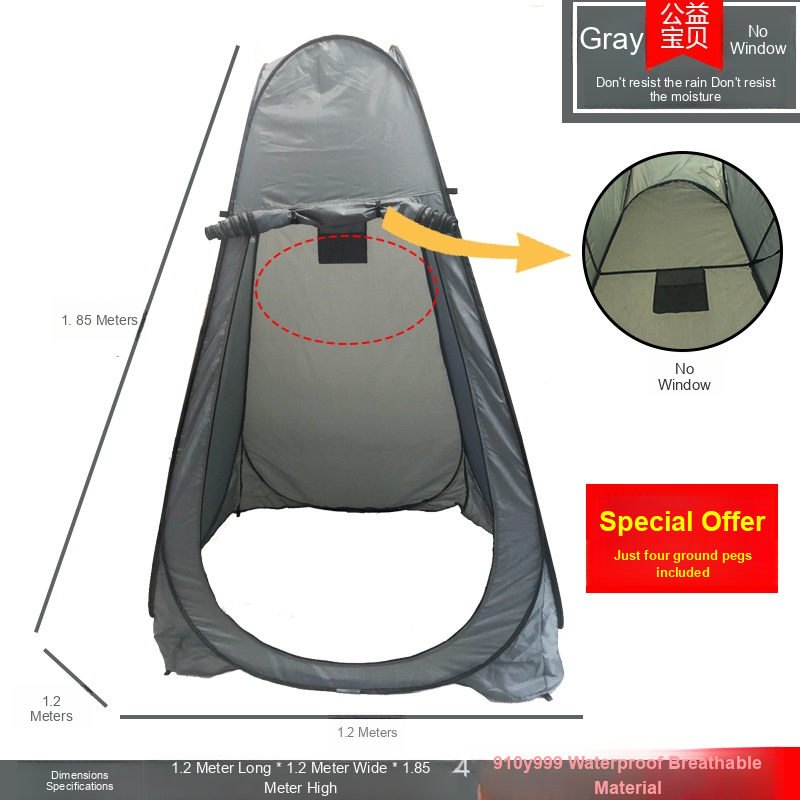 Gray
公益
宝贝
No
Window
Don't resist the rain Don't resist
the moisture
1. 85 Meters
No
Window
Special Offer
Just four ground pegs
included
1.2
Meters
1.2 Meters
Dimensions
Specifications
1.2 Meter Long * 1.2 Meter Wide * 1.85
Meter High
910y999 Waterproof Breathable
Material